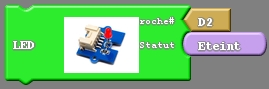 roche# D2
LED
Statut Eteint